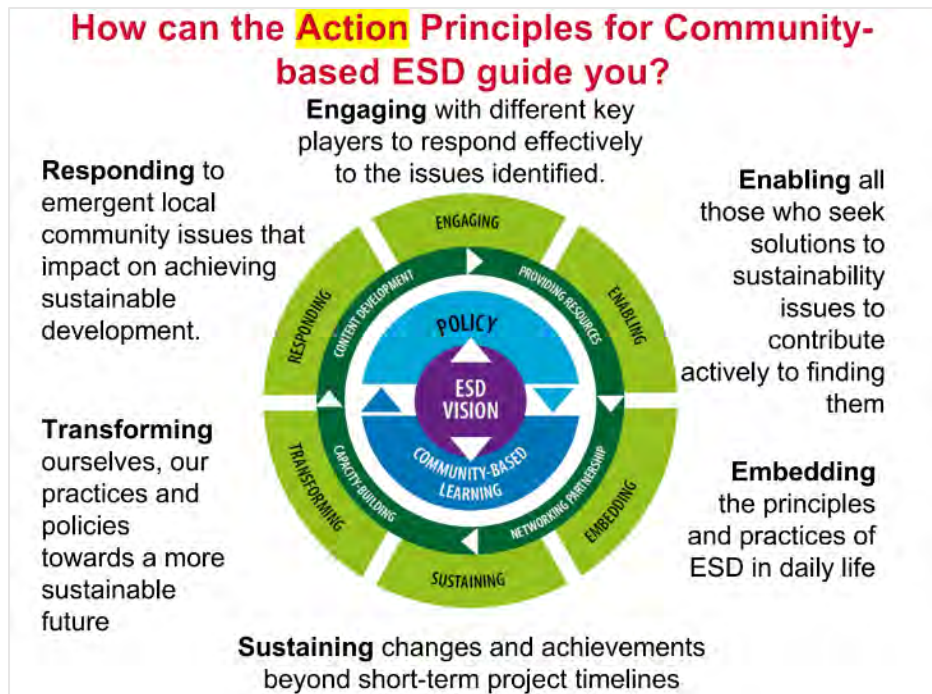 How can the Action Principles for Community-
based ESD guide you?
Engaging with different key
players to respond effectively
to the issues identified.
Responding to
emergent local
community issues that
impact on achieving
sustainable
development.
Enabling all
those who seek
solutions to
sustainability
issues to
contribute
actively to finding
them
Transforming
ourselves, our
practices and
policies
towards a more
sustainable
future
Embedding
the principles
and practices of
ESD in daily life
Sustaining changes and achievements
beyond short-term project timelines
ENGAGING
ENABLING
EMBEDDING
SUSTAINING
TRANSFORMING
RESPONDING
CONTENT DEVELOPMENT
PROVIDING RESOURCES
NETWORKING PARTNERSHIP
CAPACITY-BUILDING
POLICY
ESD
VISION
COMMUNITY-BASED
LEARNING